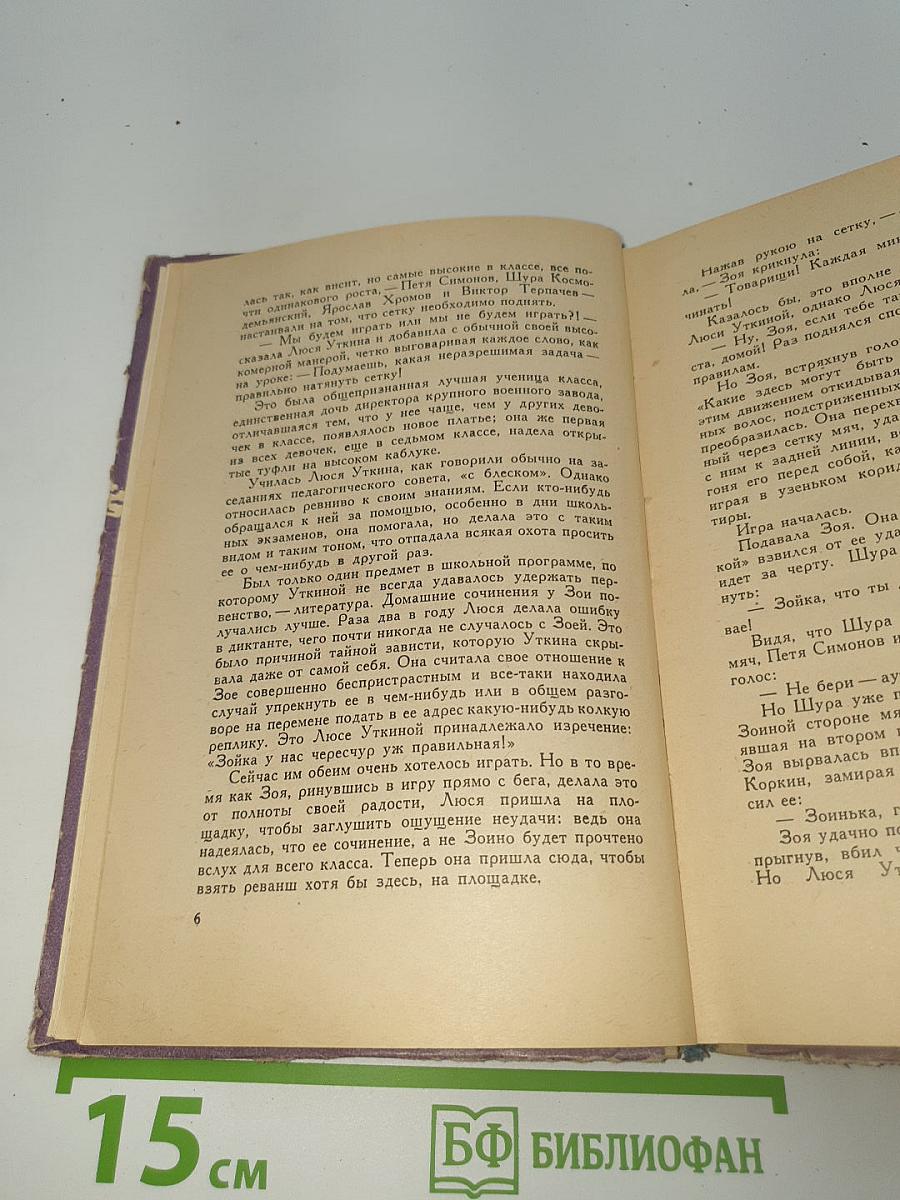 лась так, как висит, но самые высокие в классе, все по-
чти одинакового роста, — Петя Симонов, Шура Космо-
демьянский, Ярослав Хромов и Виктор Терпачев —
настаивали на том, что сетку необходимо поднять.
— Мы будем играть или мы не будем играть?! —
сказала Люся Уткина и добавила с обычной своей высо-
комерной манерой, четко выговаривая каждое слово, как
на уроке: — Подумаешь, какая неразрешимая задача —
правильно натянуть сетку!
Это была общепризнанная лучшая ученица класса,
единственная дочь директора крупного военного завода,
отличавшаяся тем, что у нее чаще, чем у других дево-
чек в классе, появлялось новое платье; она же первая
из всех девочек, еще в седьмом классе, надела откры-
тые туфли на высоком каблуке.
Училась Люся Уткина, как говорили обычно на за-
седаниях педагогического совета, «с блеском». Однако
относилась ревниво к своим знаниям. Если кто-нибудь
обращался к ней за помощью, особенно в дни школь-
ных экзаменов, она помогала, но делала это с таким
видом и таким тоном, что отпадала всякая охота просить
ее о чем-нибудь в другой раз.
Был только один предмет в школьной программе, по
которому Уткиной не всегда удавалось удержать пер-
венство, — литература. Домашние сочинения у Зои по-
лучались лучше. Раза два в году Люся делала ошибку
в диктанте, чего почти никогда не случалось с Зоей. Это
было причиной тайной зависти, которую Уткина скры-
вала даже от самой себя. Она считала свое отношение к
Зое совершенно беспристрастным и все-таки находила
случай упрекнуть ее в чем-нибудь или в общем разго-
воре на перемене подать в ее адрес какую-нибудь колкую
реплику. Это Люсе Уткиной принадлежало изречение:
«Зойка у нас чересчур уж правильная!»
Сейчас им обеим очень хотелось играть. Но в то вре-
мя как Зоя, ринувшись в игру прямо с бега, делала это
от полноты своей радости, Люся пришла на пло-
щадку, чтобы заглушить ощущение неудачи: ведь она
надеялась, что ее сочинение, а не Зоино будет прочтено
вслух для всего класса. Теперь она пришла сюда, чтобы
взять реванш хотя бы здесь, на площадке.
6
Нажав рукою на сетку, —
ла, — Зоя крикнула:
— Товарищи! Каждая
чинать!
Казалось бы, это вполне
Люси Уткиной, однако Люся
— Ну, Зоя, если тебе
ста, домой! Раз поднялся
правилам.
Но Зоя, встряхнув
«Какие здесь могут быть
этим движением
ных волос, подстриженных
преобразилась. Она
ный через сетку мяч,
с ним к задней линии,
гоня его перед собой,
играя в узеньком
тиры.
Игра началась.
Подавала Зоя. Она
кой» взвился от ее
идет за черту. Шура
нуть:
— Зойка, что ты
вае!
Видя, что Шура
мяч, Петя Симонов и
голос:
— Не бери —
Но Шура уже
Зоиной стороне
явшая на втором
Зоя вырвалась
Коркин, замирая
сил ее:
— Зоинька,
Зоя удачно
прыгнув, вбил
Но Люся
15 см
БФ БИБЛИОФАН